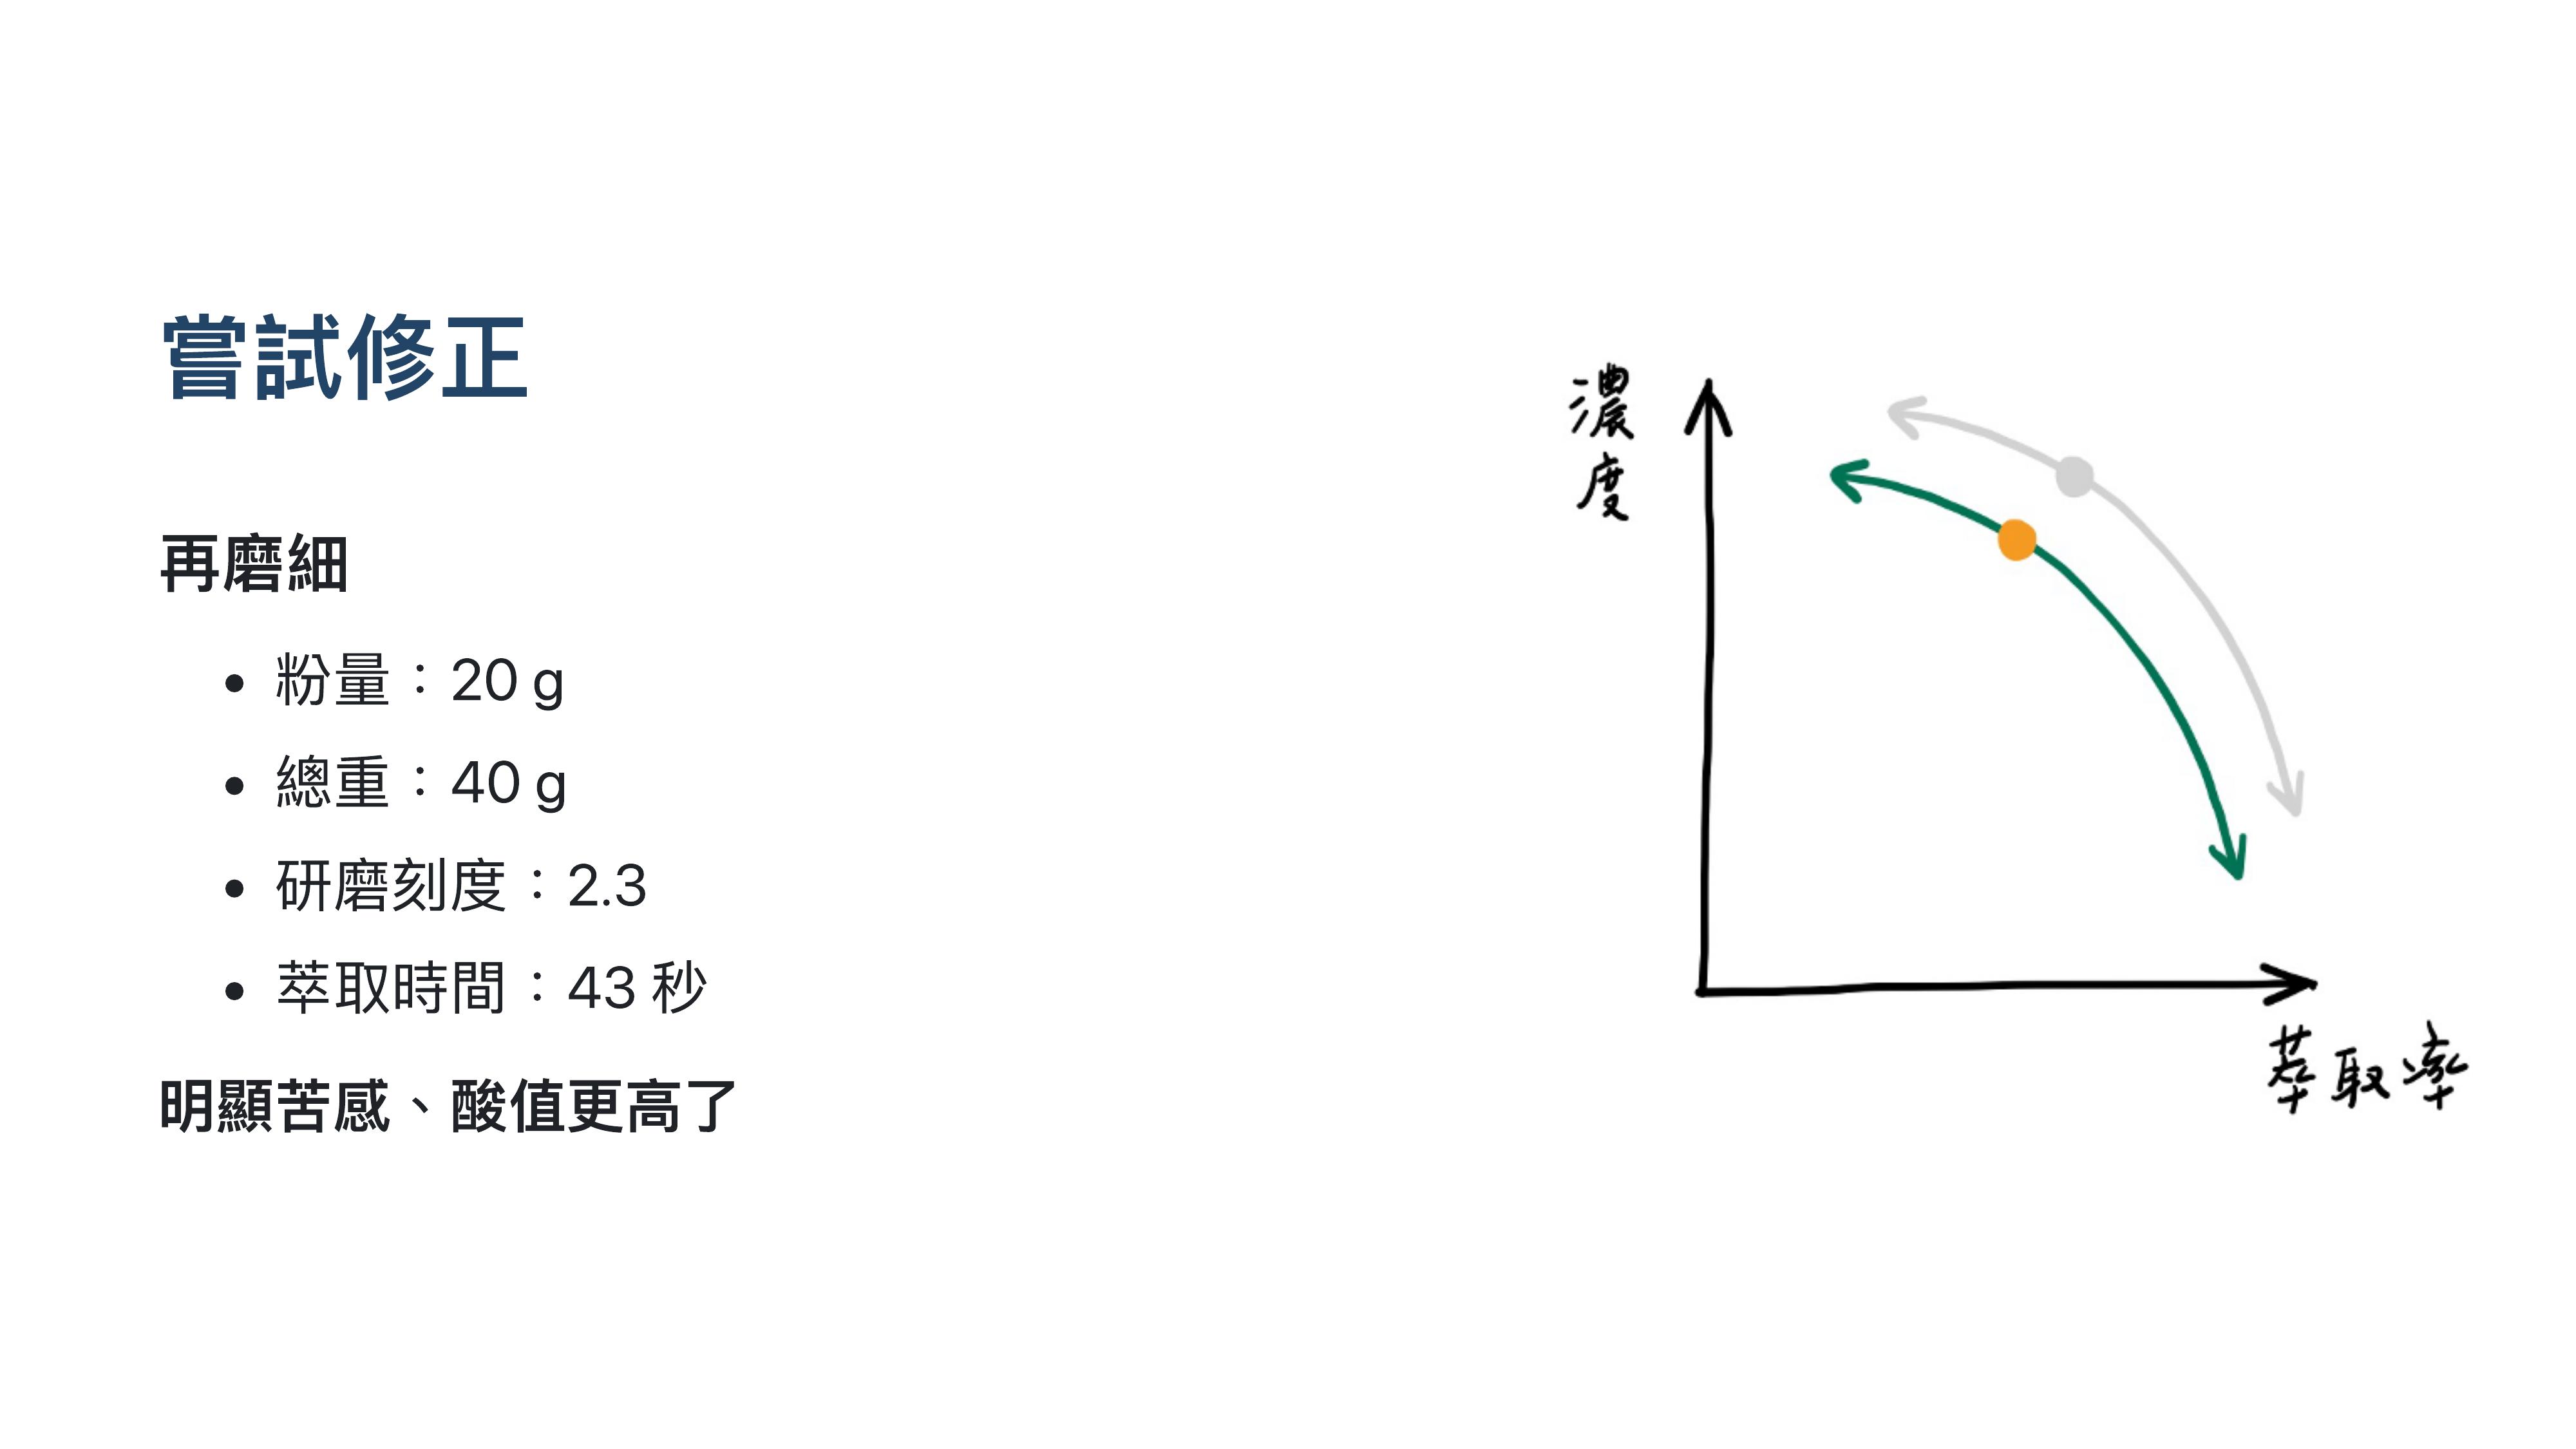 嘗試修正
再磨細
• 粉量：20 g
• 總重：40 g
• 研磨刻度：2.3
• 萃取時間：43 秒
明顯苦感、酸值更高了
濃度
萃取率